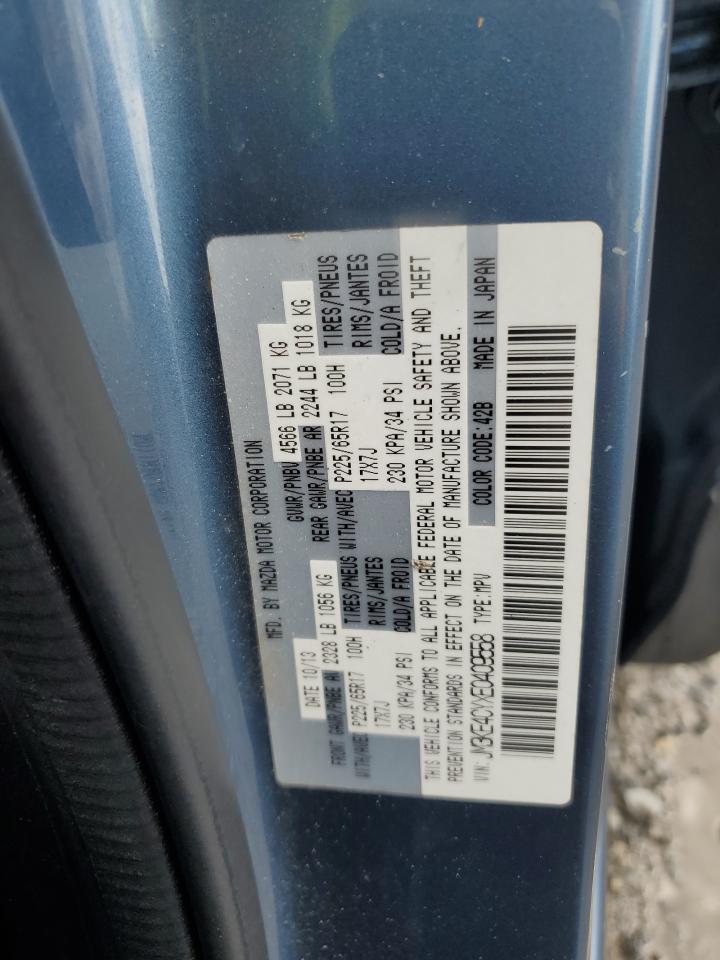 MFD. BY MAZDA MOTOR CORPORATION
DATE 10/13 GVWR/PNBV 4566 LB 2071 KG
FRONT GAWR/PNBE A 2328 LB 1056 KG REAR GAWR/PNBE AR 2244 LB 1018 KG
WITH/AVEC P225/65R17 100H TIRES/PNEUS WITH/AVEC P225/65R17 100H TIRES/PNEUS
17X7J RIMS/JANTES 17X7J RIMS/JANTES
230 KPA/34 PSI COLD/A FROID 230 KPA/34 PSI COLD/A FROID
THIS VEHICLE CONFORMS TO ALL APPLICABLE FEDERAL MOTOR VEHICLE SAFETY AND THEFT
PREVENTION STANDARDS IN EFFECT ON THE DATE OF MANUFACTURE SHOWN ABOVE.
VIN: JM3KE4CYXE0409558 TYPE:MPV COLOR CODE:42B MADE IN JAPAN